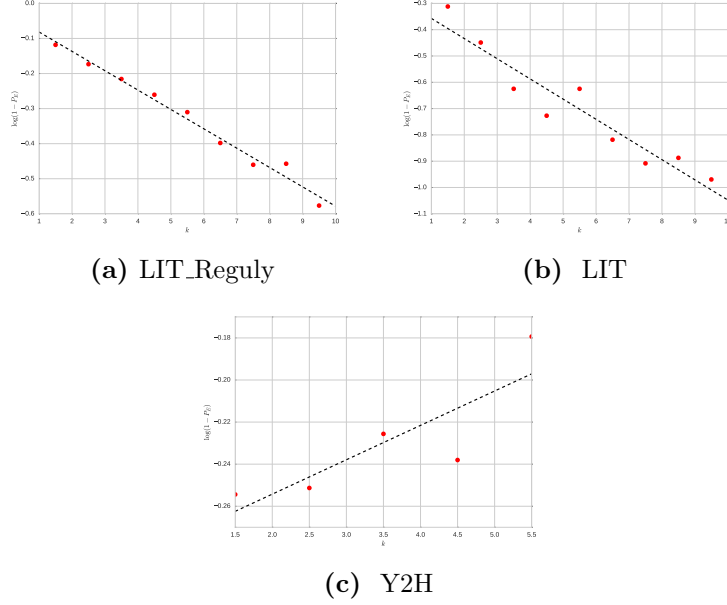 0.0
−0.1
−0.2
−0.3
−0.4
−0.5
−0.6
log(1 − P_E)
1 2 3 4 5 6 7 8 9 10
k
(a) LIT_Reguly
−0.3
−0.4
−0.5
−0.6
−0.7
−0.8
−0.9
−1.0
−1.1
log(1 − P_E)
1 2 3 4 5 6 7 8 9 10
k
(b) LIT
−0.18
−0.20
−0.22
−0.24
−0.26
log(1 − P_E)
1.5 2.0 2.5 3.0 3.5 4.0 4.5 5.0 5.5
k
(c) Y2H